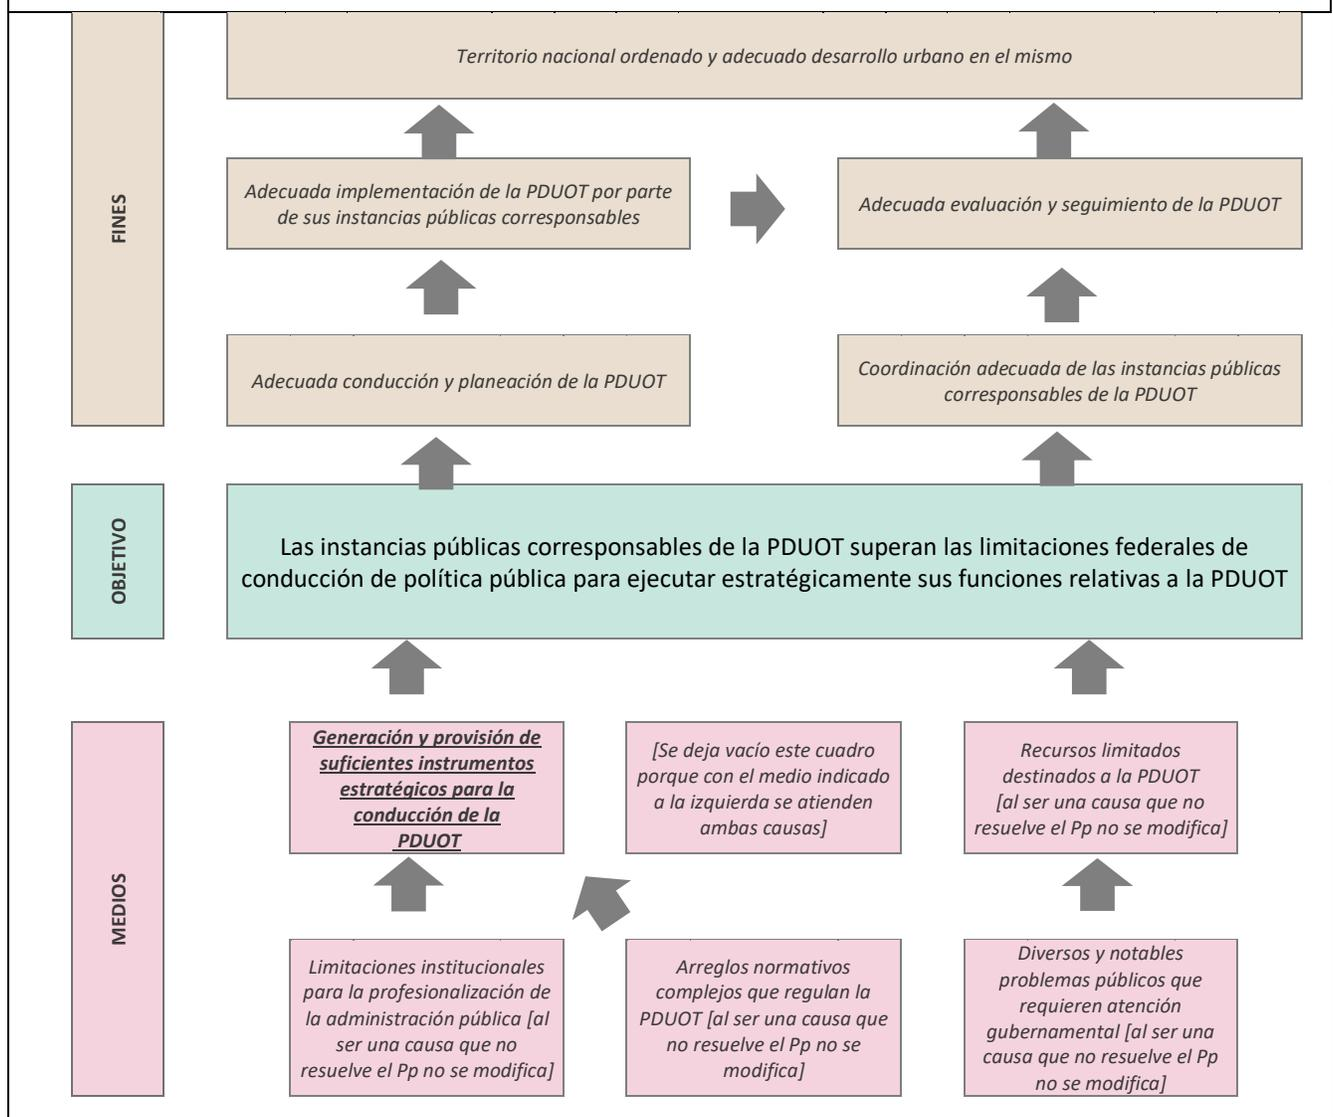 Territorio nacional ordenado y adecuado desarrollo urbano en el mismo
FINES
Adecuada implementación de la PDUOT por parte
de sus instancias públicas corresponsables
Adecuada evaluación y seguimiento de la PDUOT
Adecuada conducción y planeación de la PDUOT
Coordinación adecuada de las instancias públicas
corresponsables de la PDUOT
OBJETIVO
Las instancias públicas corresponsables de la PDUOT superan las limitaciones federales de
conducción de política pública para ejecutar estratégicamente sus funciones relativas a la PDUOT
MEDIOS
Generación y provisión de
suficientes instrumentos
estratégicos para la
conducción de la
PDUOT
[Se deja vacío este cuadro
porque con el medio indicado
a la izquierda se atienden
ambas causas]
Recursos limitados
destinados a la PDUOT
[al ser una causa que no
resuelve el Pp no se modifica]
Limitaciones institucionales
para la profesionalización de
la administración pública [al
ser una causa que no
resuelve el Pp no se modifica]
Arreglos normativos
complejos que regulan la
PDUOT [al ser una causa que
no resuelve el Pp no se
modifica]
Diversos y notables
problemas públicos que
requieren atención
gubernamental [al ser una
causa que no resuelve el Pp
no se modifica]